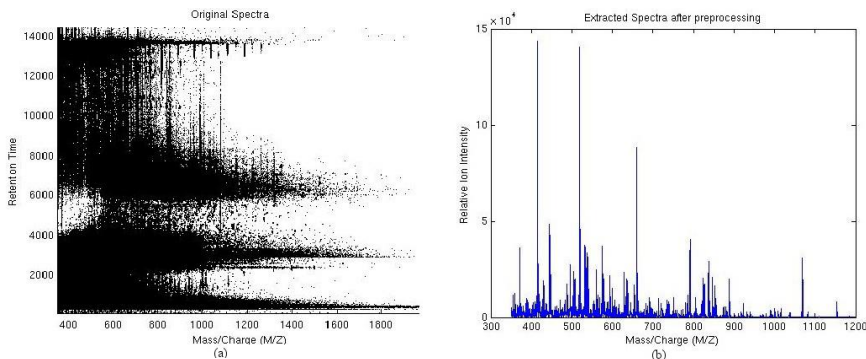 Original Spectra
14000
12000
10000
8000
6000
4000
2000
Retention Time
400 600 800 1000 1200 1400 1600 1800
Mass/Charge (M/Z)
(a)
Extracted Spectra after preprocessing
15 × 10⁴
10
5
0
Relative Ion Intensity
300 400 500 600 700 800 900 1000 1100 1200
Mass/Charge (M/Z)
(b)